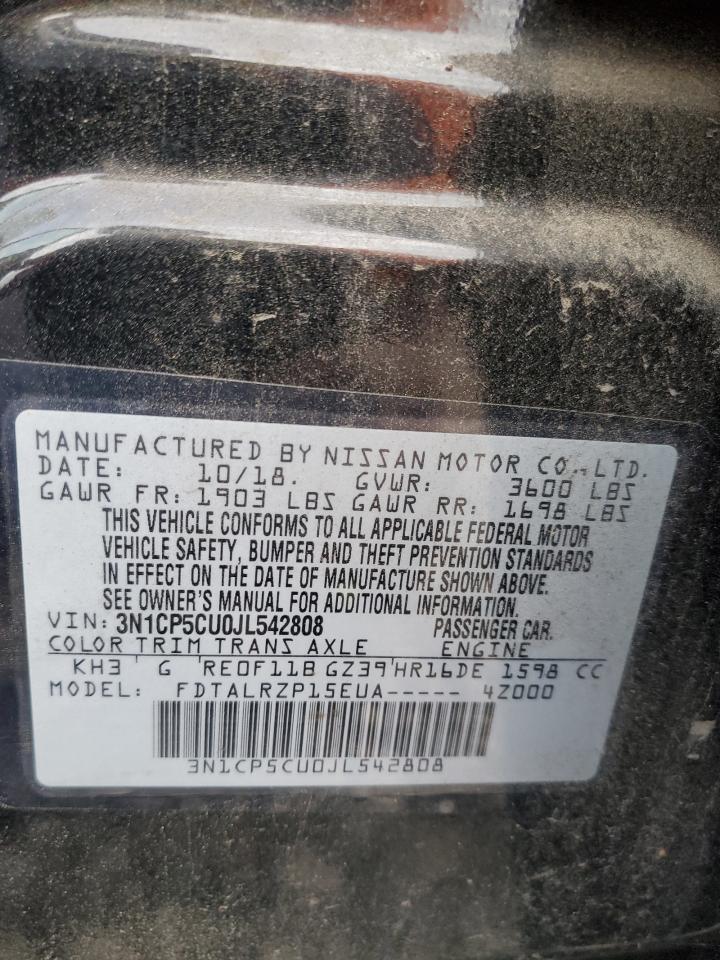 MANUFACTURED BY NISSAN MOTOR CO., LTD.
DATE: 10/18. GVWR: 3600 LBS
GAWR FR: 1903 LBS GAWR RR: 1698 LBS
THIS VEHICLE CONFORMS TO ALL APPLICABLE FEDERAL MOTOR
VEHICLE SAFETY, BUMPER AND THEFT PREVENTION STANDARDS
IN EFFECT ON THE DATE OF MANUFACTURE SHOWN ABOVE.
SEE OWNER'S MANUAL FOR ADDITIONAL INFORMATION.
VIN: 3N1CP5CU0JL542808 PASSENGER CAR.
COLOR TRIM TRANS AXLE ENGINE
KH3 G RE0F11B GZ39 HR16DE 1598 CC
MODEL: FDTALRZP15EUA----- 4Z000
3N1CP5CU0JL542808